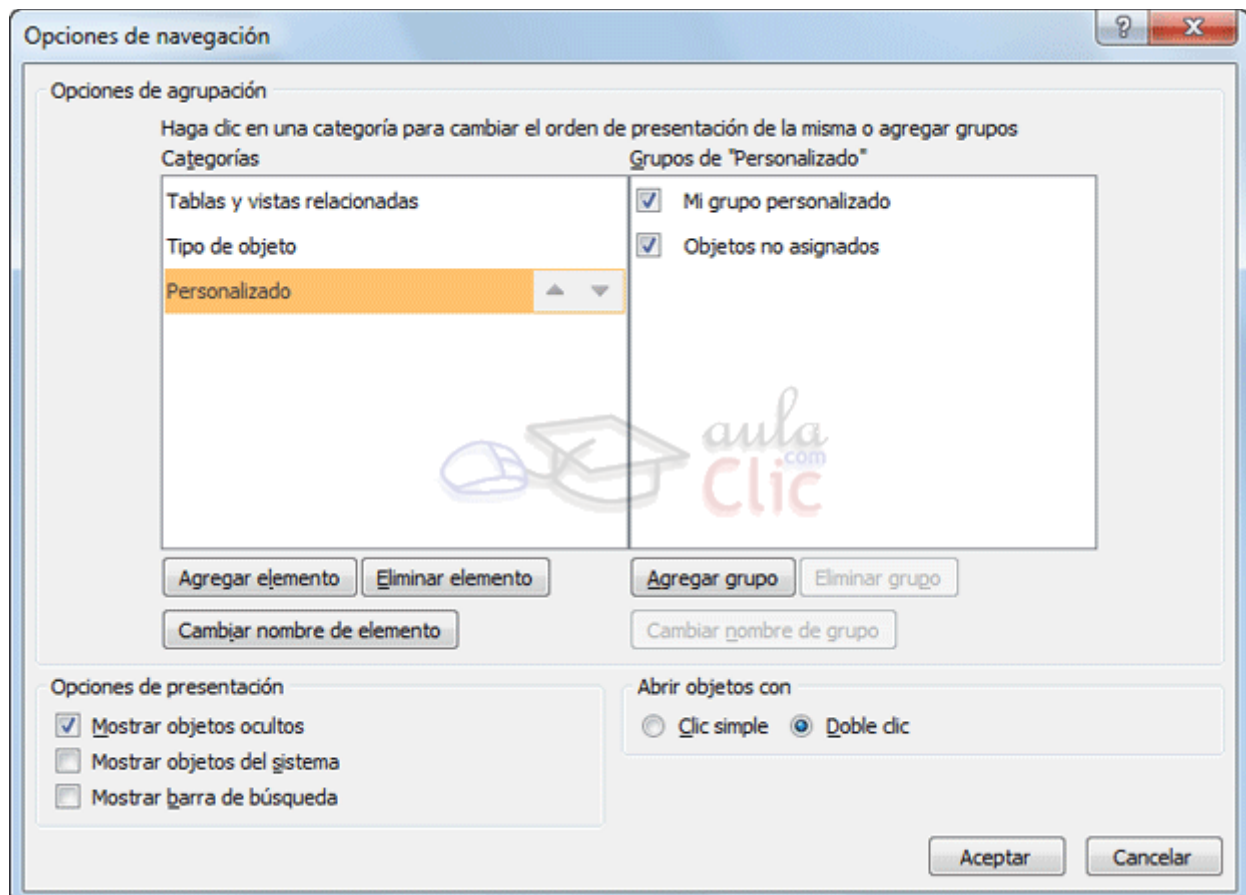 Opciones de navegación
Opciones de agrupación
Haga clic en una categoría para cambiar el orden de presentación de la misma o agregar grupos
Categorías
Grupos de "Personalizado"
Tablas y vistas relacionadas
Tipo de objeto
Personalizado
Mi grupo personalizado
Objetos no asignados
aula
.com
Clic
Agregar elemento
Eliminar elemento
Cambiar nombre de elemento
Agregar grupo
Eliminar grupo
Cambiar nombre de grupo
Opciones de presentación
Mostrar objetos ocultos
Mostrar objetos del sistema
Mostrar barra de búsqueda
Abrir objetos con
Clic simple
Doble clic
Aceptar
Cancelar